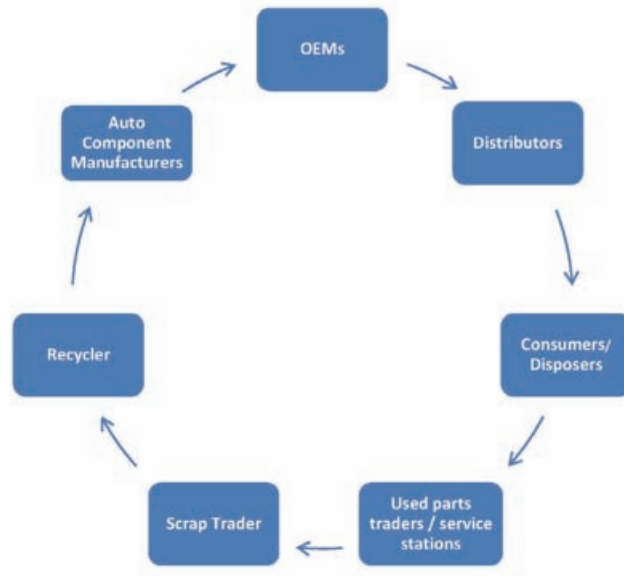 OEMs
Distributors
Consumers/
Disposers
Used parts
traders / service
stations
Scrap Trader
Recycler
Auto
Component
Manufacturers